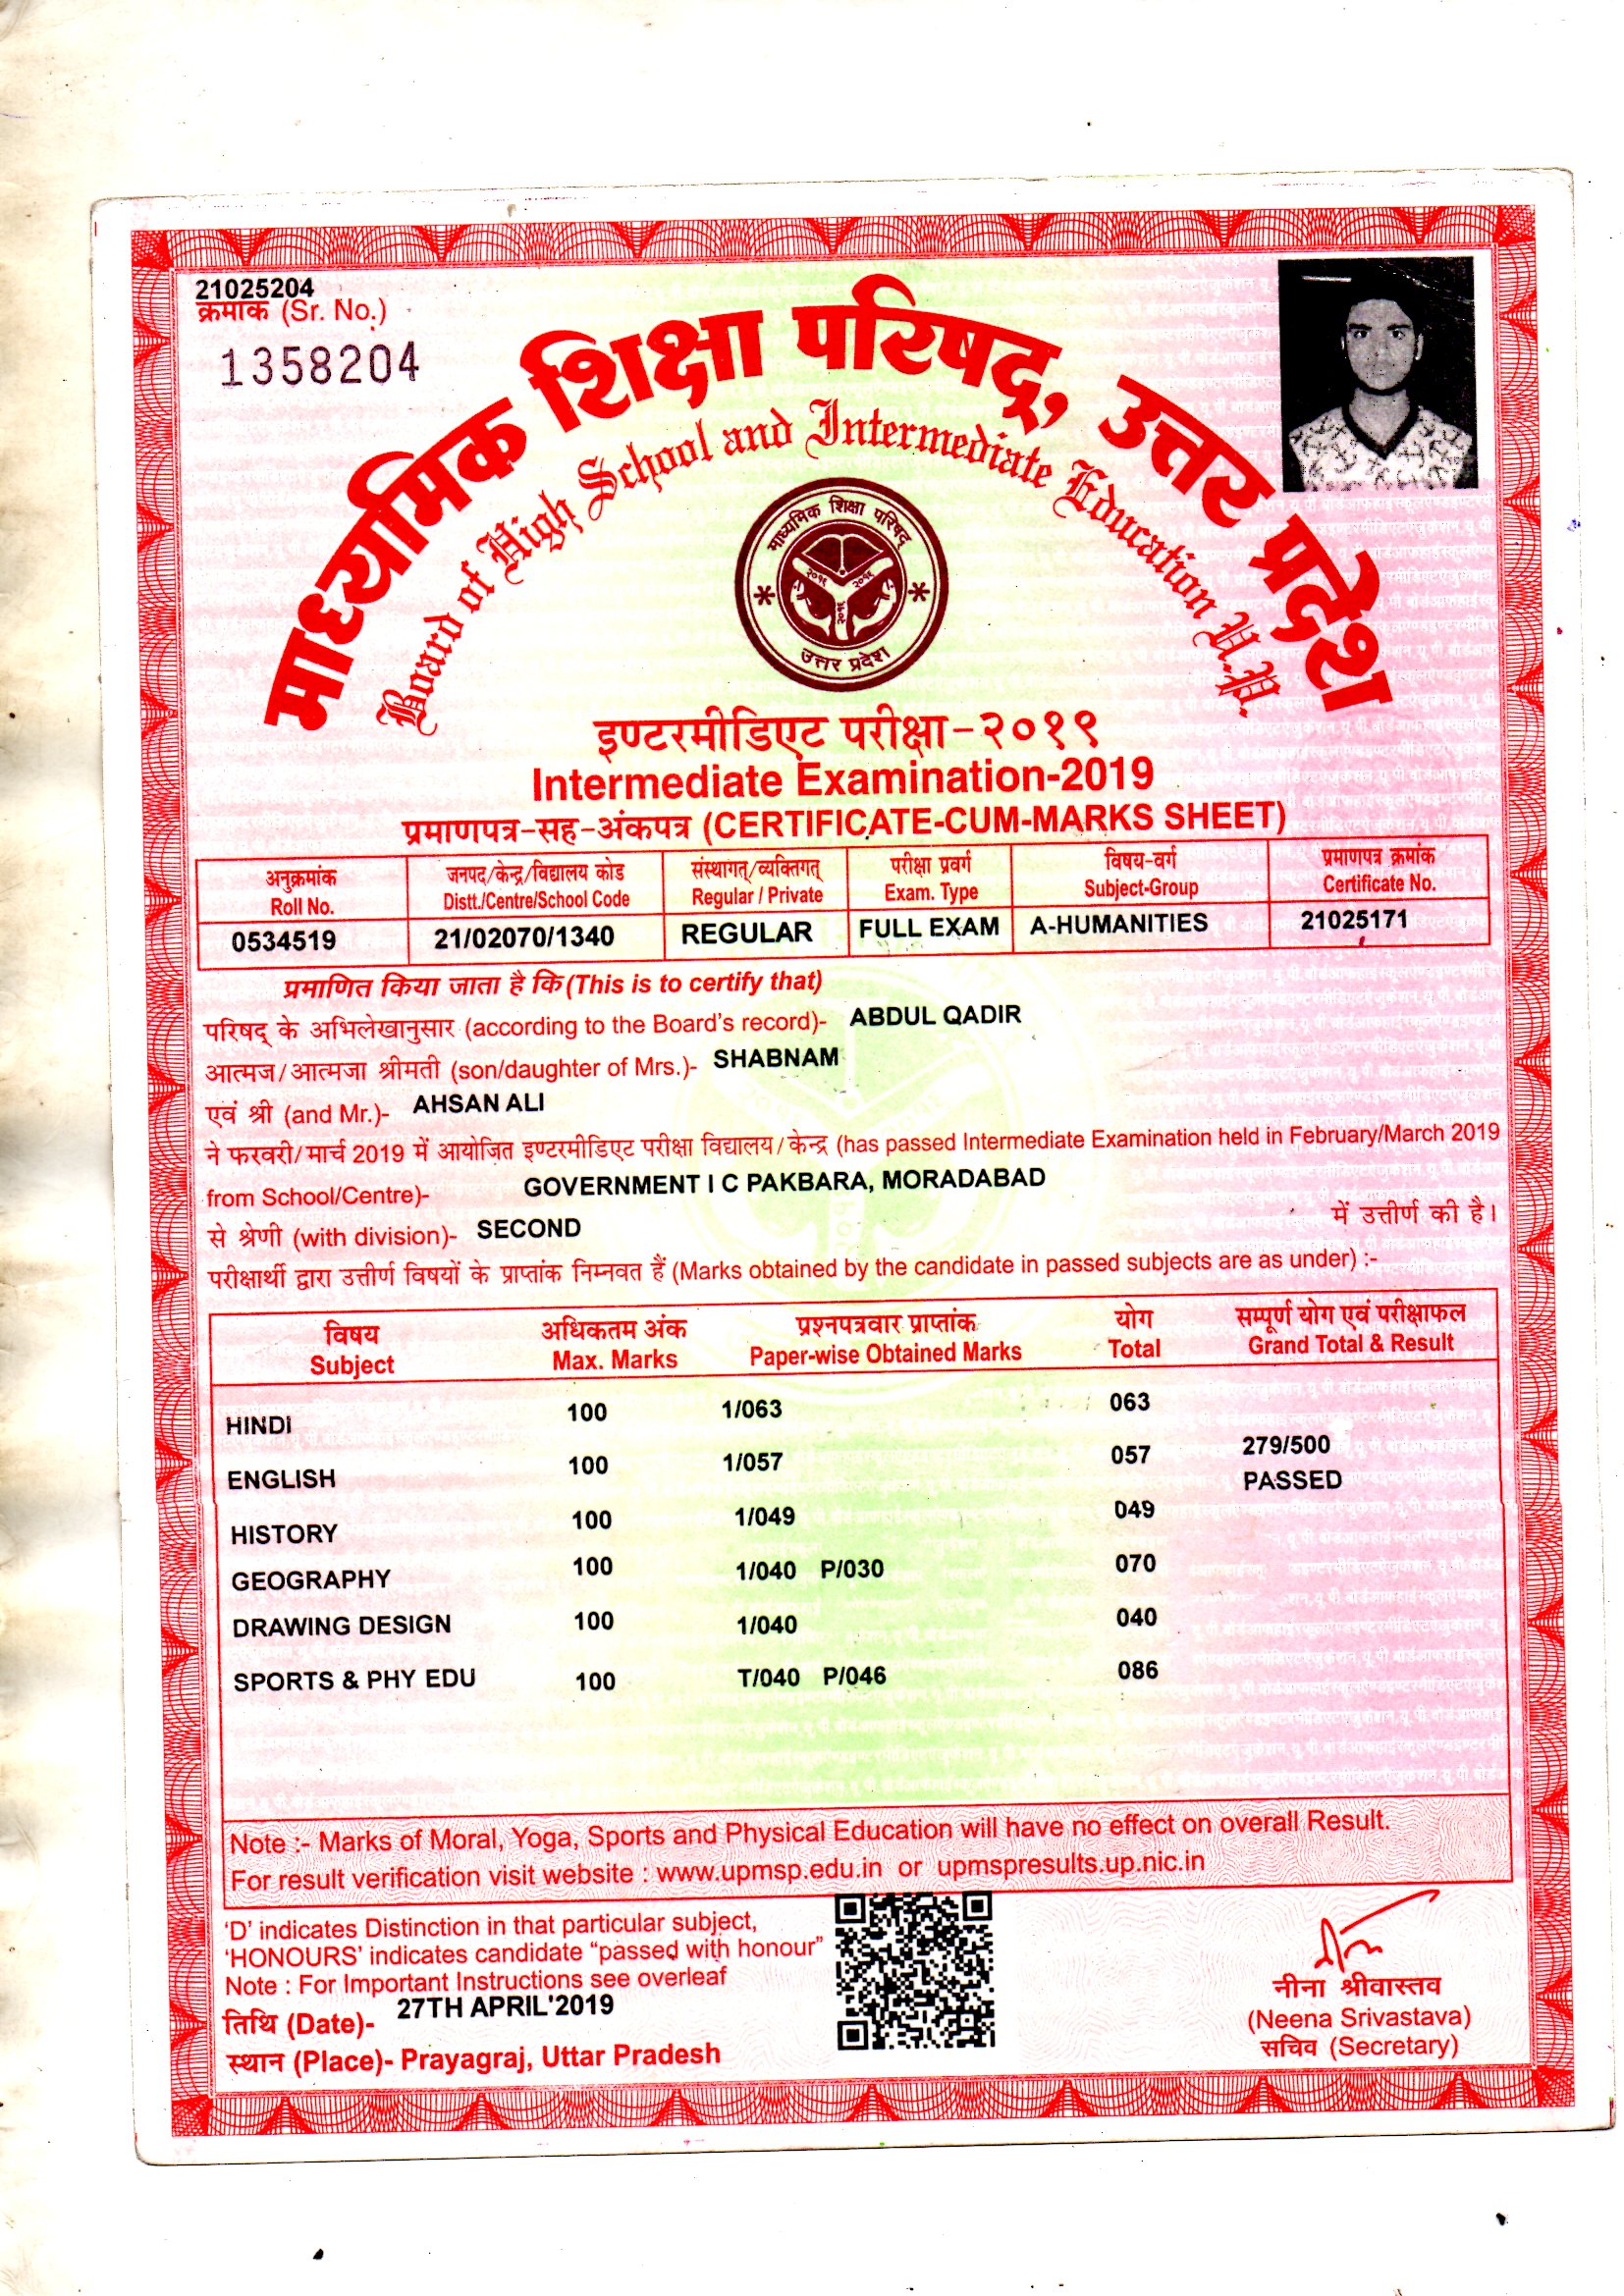 21025204
क्रमांक (Sr. No.)
1358204
माध्यमिक शिक्षा परिषद्, उत्तर प्रदेश
Board of High School and Intermediate Education U.P.
माध्यमिक शिक्षा परिषद्
उत्तर प्रदेश
इण्टरमीडिएट परीक्षा-२०१९
Intermediate Examination-2019
प्रमाणपत्र-सह-अंकपत्र (CERTIFICATE-CUM-MARKS SHEET)
अनुक्रमांक जनपद/केन्द्र/विद्यालय कोड संस्थागत्/व्यक्तिगत् परीक्षा प्रवर्ग विषय-वर्ग प्रमाणपत्र क्रमांक
Roll No. Distt./Centre/School Code Regular / Private Exam. Type Subject-Group Certificate No.
0534519 21/02070/1340 REGULAR FULL EXAM A-HUMANITIES 21025171
प्रमाणित किया जाता है कि (This is to certify that)
परिषद् के अभिलेखानुसार (according to the Board's record)- ABDUL QADIR
आत्मज/आत्मजा श्रीमती (son/daughter of Mrs.)- SHABNAM
एवं श्री (and Mr.)- AHSAN ALI
ने फरवरी/मार्च 2019 में आयोजित इण्टरमीडिएट परीक्षा विद्यालय/केन्द्र (has passed Intermediate Examination held in February/March 2019
from School/Centre)- GOVERNMENT I C PAKBARA, MORADABAD
से श्रेणी (with division)- SECOND में उत्तीर्ण की है।
परीक्षार्थी द्वारा उत्तीर्ण विषयों के प्राप्तांक निम्नवत हैं (Marks obtained by the candidate in passed subjects are as under) :-
विषय अधिकतम अंक प्रश्नपत्रवार प्राप्तांक योग सम्पूर्ण योग एवं परीक्षाफल
Subject Max. Marks Paper-wise Obtained Marks Total Grand Total & Result
HINDI 100 1/063 063
ENGLISH 100 1/057 057 279/500
PASSED
HISTORY 100 1/049 049
GEOGRAPHY 100 1/040 P/030 070
DRAWING DESIGN 100 1/040 040
SPORTS & PHY EDU 100 T/040 P/046 086
Note :- Marks of Moral, Yoga, Sports and Physical Education will have no effect on overall Result.
For result verification visit website : www.upmsp.edu.in or upmspresults.up.nic.in
'D' indicates Distinction in that particular subject,
'HONOURS' indicates candidate "passed with honour"
Note : For Important Instructions see overleaf
तिथि (Date)- 27TH APRIL'2019
स्थान (Place)- Prayagraj, Uttar Pradesh
नीना श्रीवास्तव
(Neena Srivastava)
सचिव (Secretary)